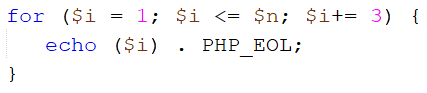 for ($i = 1; $i <= $n; $i+= 3) {
echo ($i) . PHP_EOL;
}